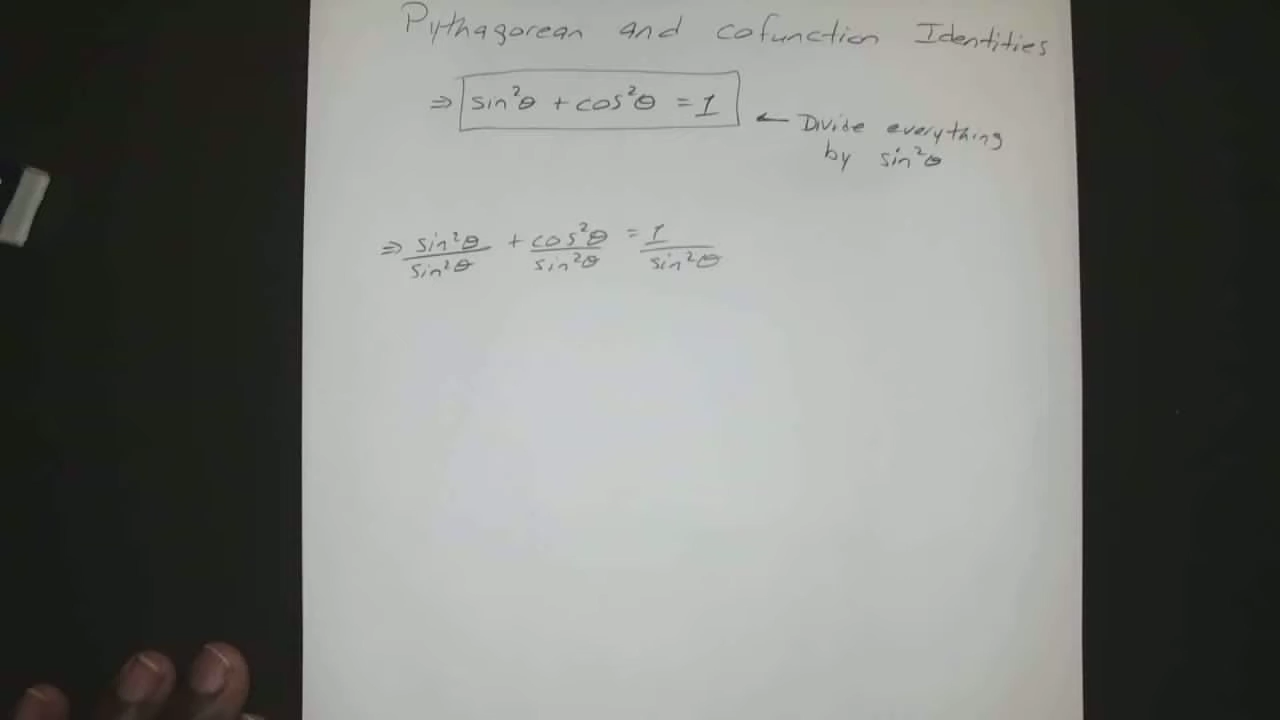 Pythagorean and cofunction Identities
⇒ sin²θ + cos²θ = 1
← Divide everything
by sin²θ
⇒ sin²θ/sin²θ + cos²θ/sin²θ = 1/sin²θ